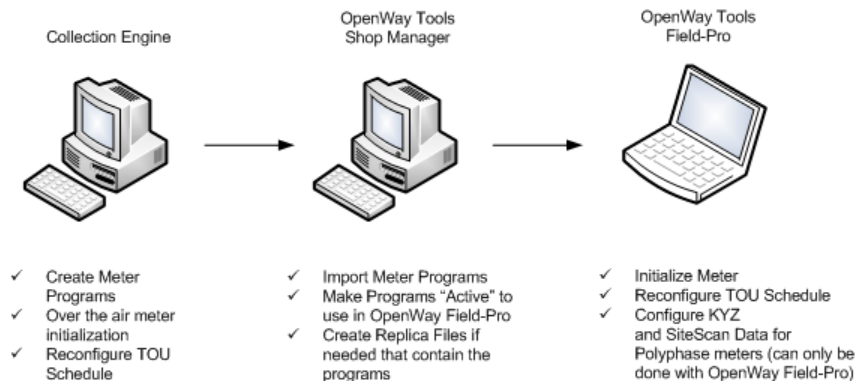 Collection Engine
OpenWay Tools
Shop Manager
OpenWay Tools
Field-Pro
✓ Create Meter
Programs
✓ Over the air meter
initialization
✓ Reconfigure TOU
Schedule
✓ Import Meter Programs
✓ Make Programs “Active” to
use in OpenWay Field-Pro
✓ Create Replica Files if
needed that contain the
programs
✓ Initialize Meter
✓ Reconfigure TOU Schedule
✓ Configure KYZ
and SiteScan Data for
Polyphase meters (can only be
done with OpenWay Field-Pro)